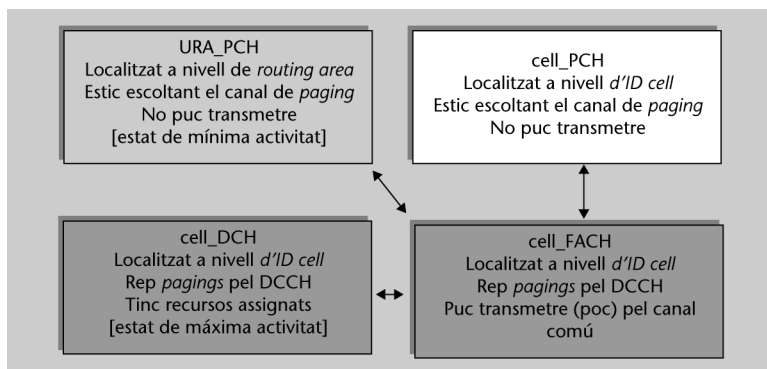 URA_PCH
Localitzat a nivell de routing area
Estic escoltant el canal de paging
No puc transmetre
[estat de mínima activitat]
cell_PCH
Localitzat a nivell d'ID cell
Estic escoltant el canal de paging
No puc transmetre
cell_DCH
Localitzat a nivell d'ID cell
Rep pagings pel DCCH
Tinc recursos assignats
[estat de máxima activitat]
cell_FACH
Localitzat a nivell d'ID cell
Rep pagings pel DCCH
Puc transmetre (poc) pel canal
comú